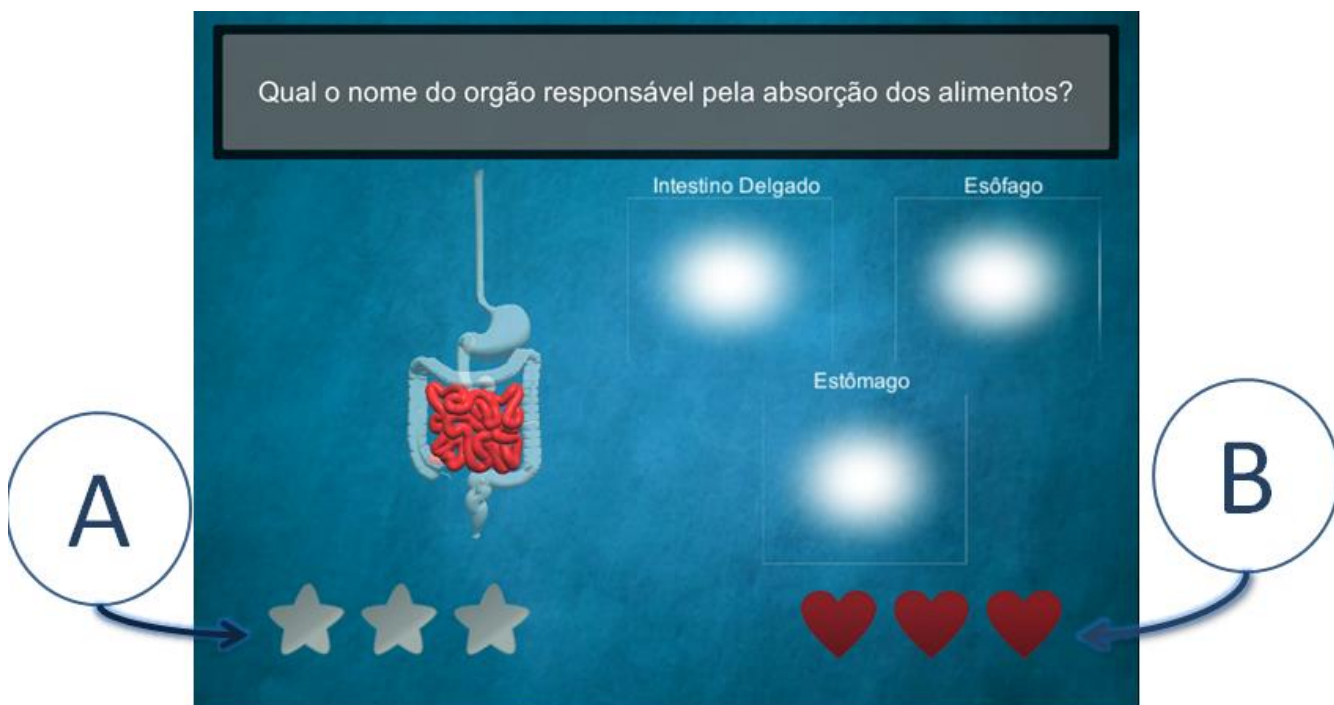 Qual o nome do orgão responsável pela absorção dos alimentos?
Intestino Delgado
Esôfago
Estômago
A
B